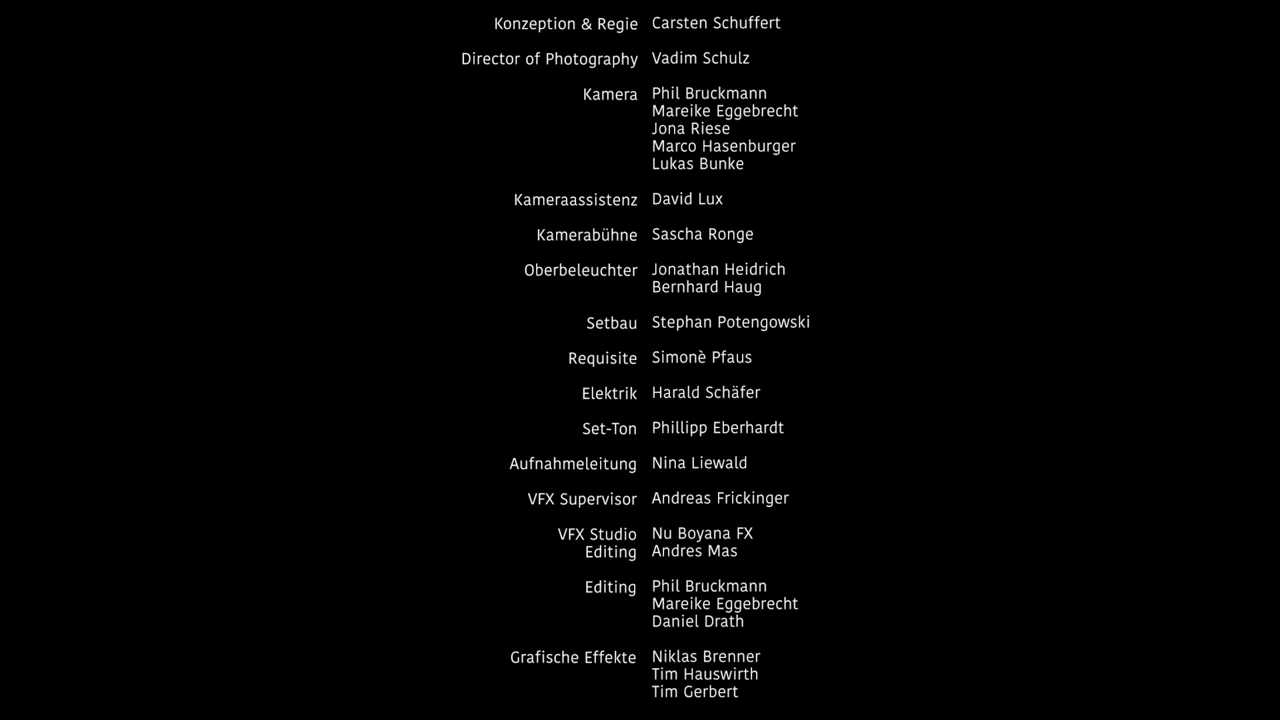 Konzeption & Regie Carsten Schuffert
Director of Photography Vadim Schulz
Kamera Phil Bruckmann
Mareike Eggebrecht
Jona Riese
Marco Hasenburger
Lukas Bunke
Kameraassistenz David Lux
Kamerabühne Sascha Ronge
Oberbeleuchter Jonathan Heidrich
Bernhard Haug
Setbau Stephan Potengowski
Requisite Simonè Pfaus
Elektrik Harald Schäfer
Set-Ton Phillipp Eberhardt
Aufnahmeleitung Nina Liewald
VFX Supervisor Andreas Frickinger
VFX Studio Nu Boyana FX
Editing Andres Mas
Editing Phil Bruckmann
Mareike Eggebrecht
Daniel Drath
Grafische Effekte Niklas Brenner
Tim Hauswirth
Tim Gerbert